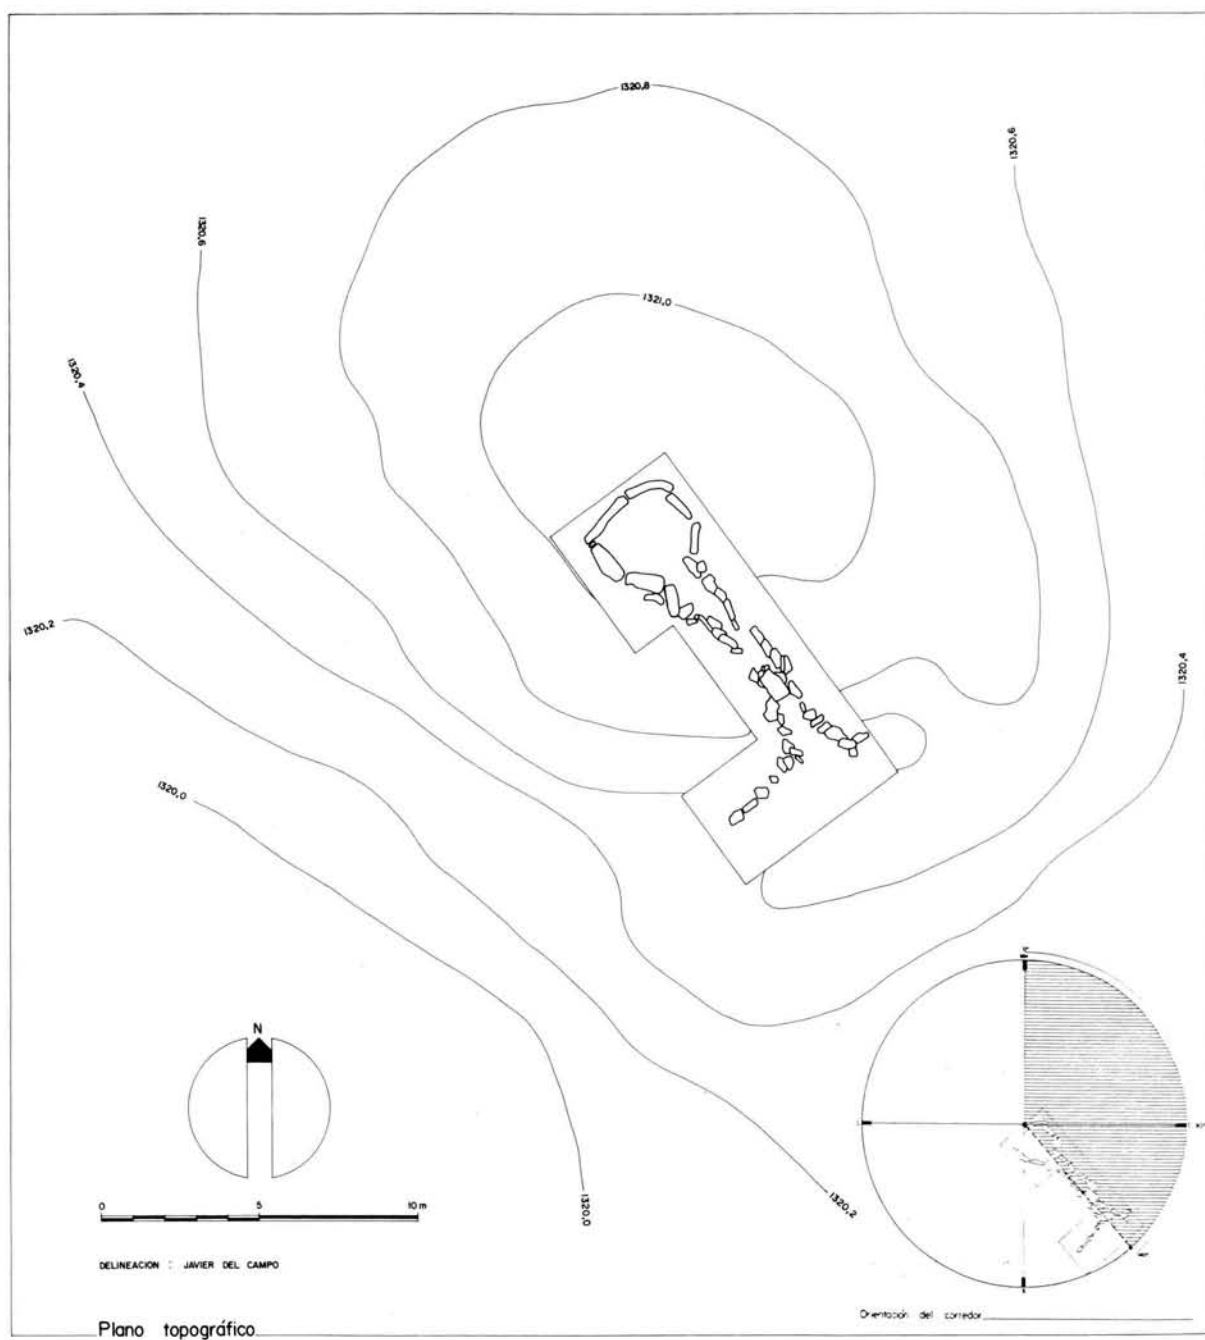 1320,8
1320,6
1320,6
1321,0
1320,4
1320,2
1320,4
1320,0
N
0 5 10 m
1320,0
1320,2
DELINEACION : JAVIER DEL CAMPO
Orientación del corredor
Plano topográfico